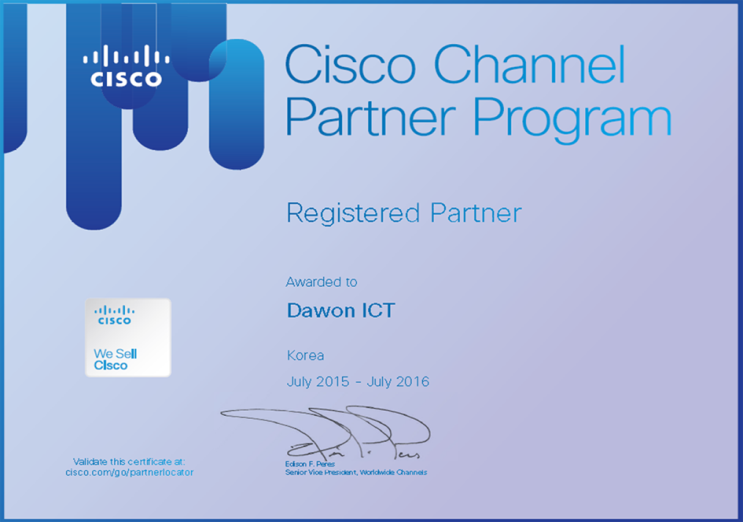 CISCO
Cisco Channel
Partner Program
Registered Partner
Awarded to
Dawon ICT
Korea
July 2015 - July 2016
CISCO
We Sell
Cisco
Edison F. Peres
Senior Vice President, Worldwide Channels
Validate this certificate at:
cisco.com/go/partnerlocator